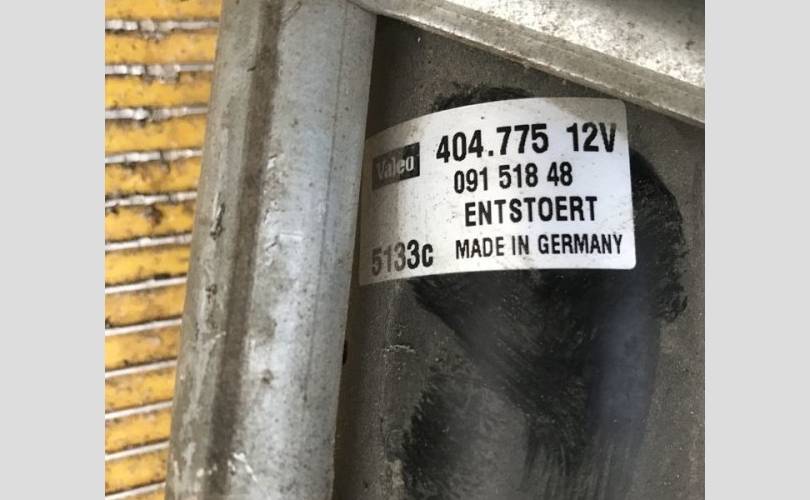 Valeo 404.775 12V
091 518 48
ENTSTOERT
5133c MADE IN GERMANY